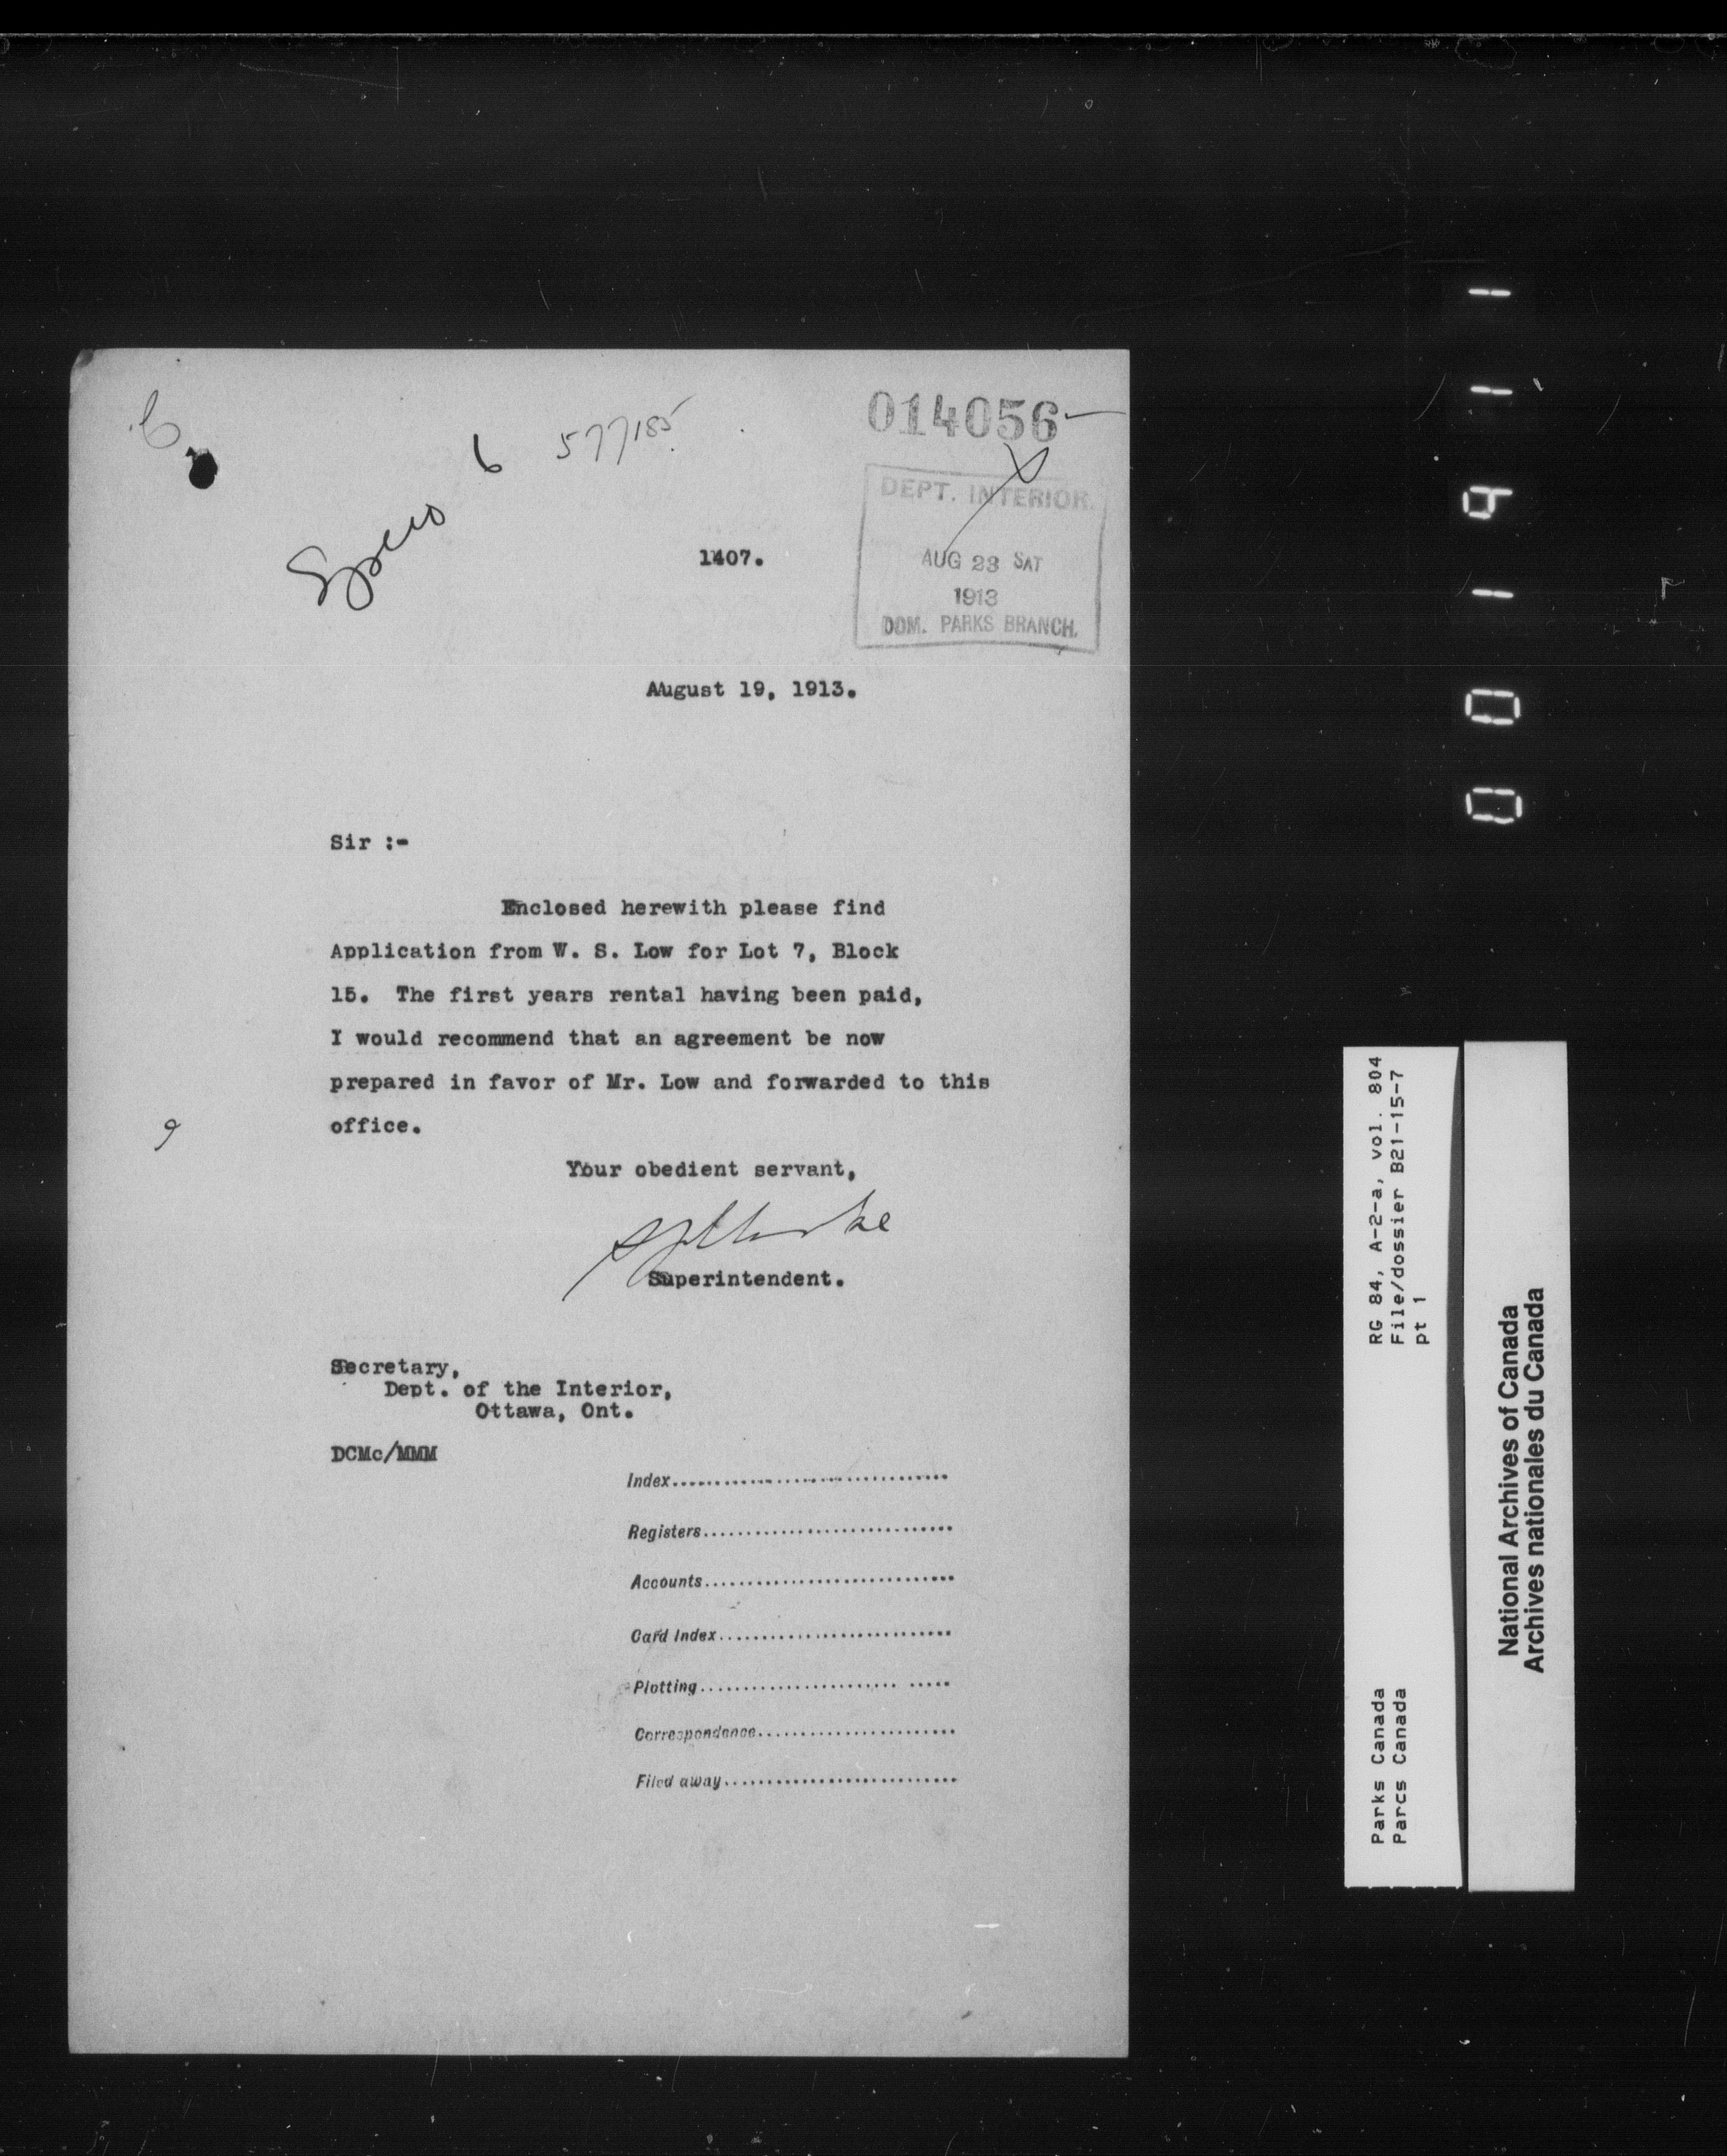 6 577185
014056
DEPT. INTERIOR.
AUG 23 SAT
1913
DOM. PARKS BRANCH.
1407.
August 19, 1913.
Sir :-
Enclosed herewith please find
Application from W. S. Low for Lot 7, Block
15. The first years rental having been paid,
I would recommend that an agreement be now
prepared in favor of Mr. Low and forwarded to this
office.
9
Your obedient servant,
Superintendent.
Secretary,
Dept. of the Interior,
Ottawa, Ont.
DCMc/MMM
Index
Registers
Accounts
Card Index
Plotting
Correspondence
Filed away
RG 84, A-2-a, vol. 804
File/dossier B21-15-7
pt 1
Parks Canada
Parcs Canada
National Archives of Canada
Archives nationales du Canada